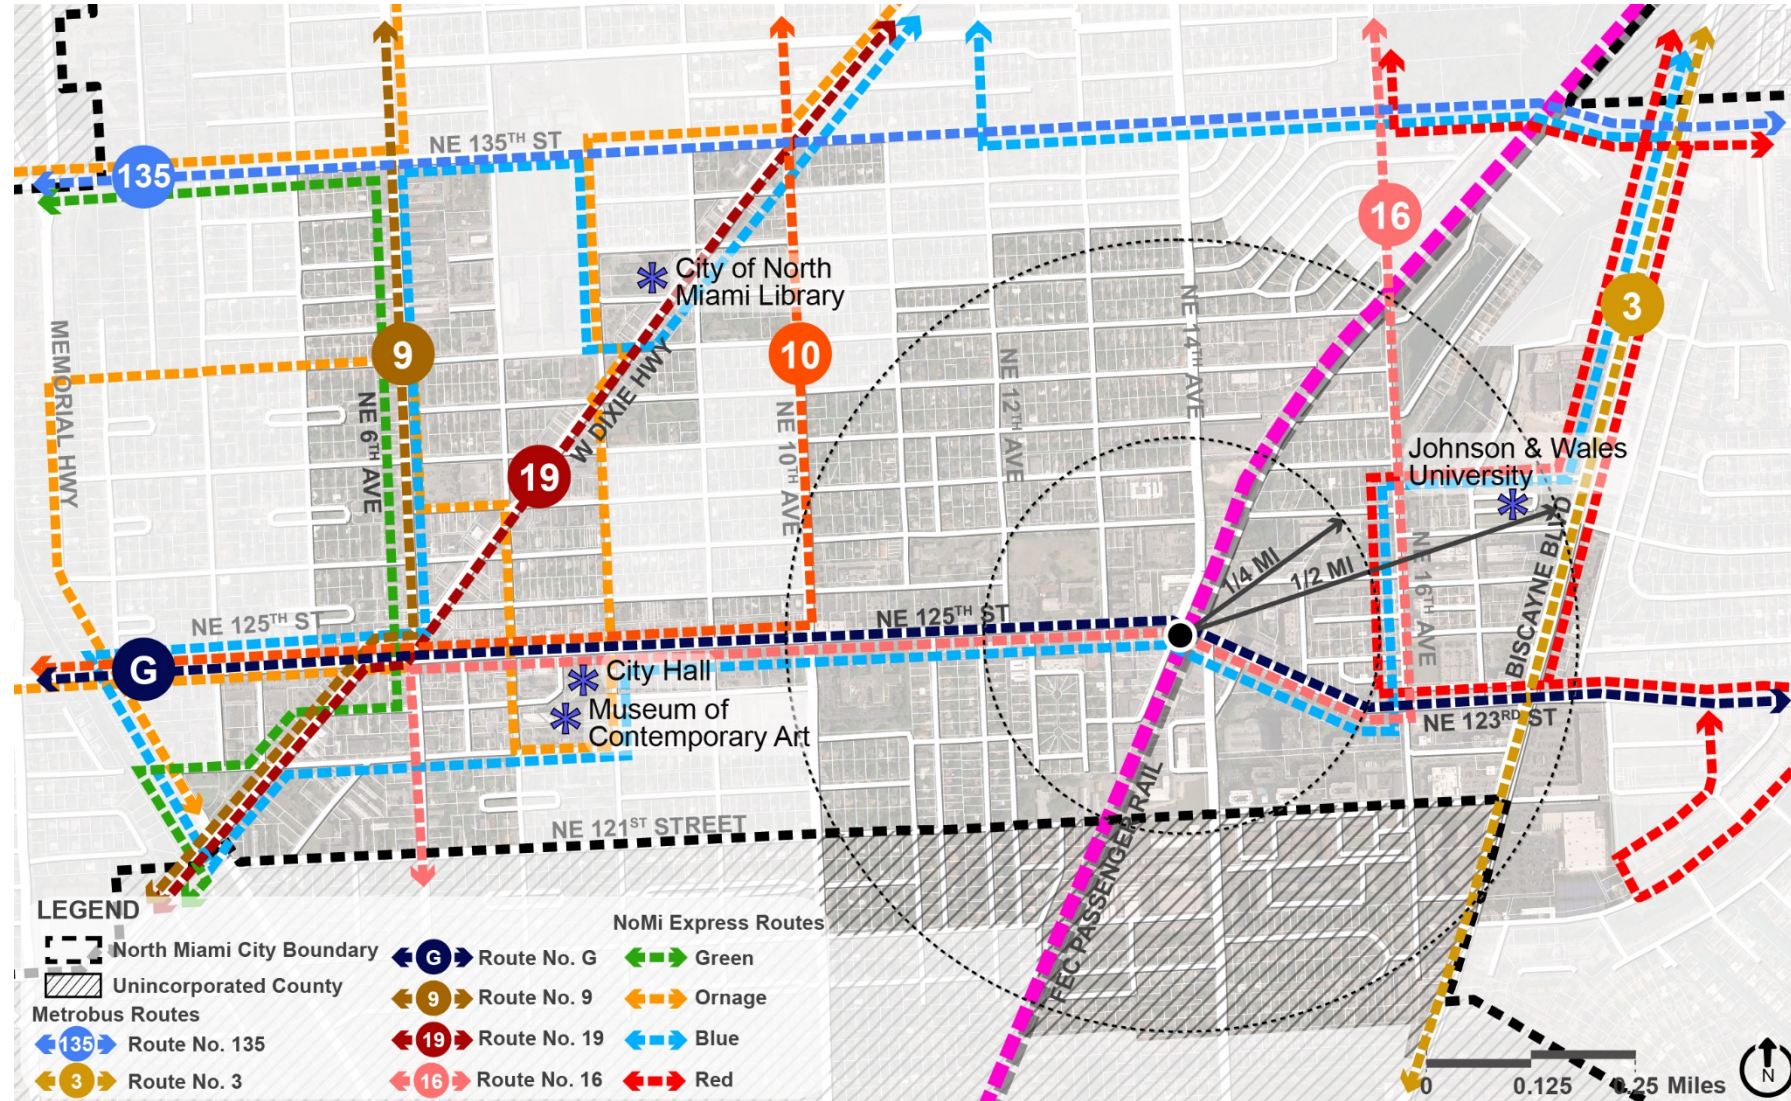 NE 135TH ST
135
16
City of North
Miami Library
3
MEMORIAL HWY
NE 6TH AVE
9
W DIXIE HWY
10
NE 10TH AVE
NE 12TH AVE
NE 14TH AVE
19
Johnson & Wales
University
1/4 MI
1/2 MI
NE 16TH AVE
BISCAYNE BLVD
NE 125TH ST
NE 125TH ST
G
City Hall
Museum of
Contemporary Art
NE 123RD ST
NE 121ST STREET
FEC PASSENGER RAIL
LEGEND
North Miami City Boundary
Unincorporated County
Metrobus Routes
135 Route No. 135
3 Route No. 3
G Route No. G
9 Route No. 9
19 Route No. 19
16 Route No. 16
NoMi Express Routes
Green
Ornage
Blue
Red
0 0.125 0.25 Miles
N